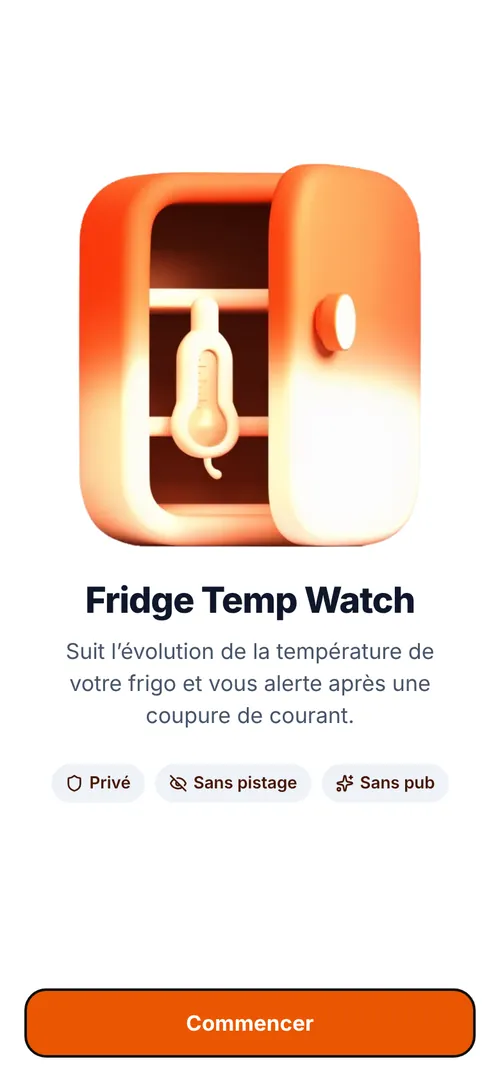 Fridge Temp Watch
Suit l’évolution de la température de
votre frigo et vous alerte après une
coupure de courant.
Privé
Sans pistage
Sans pub
Commencer